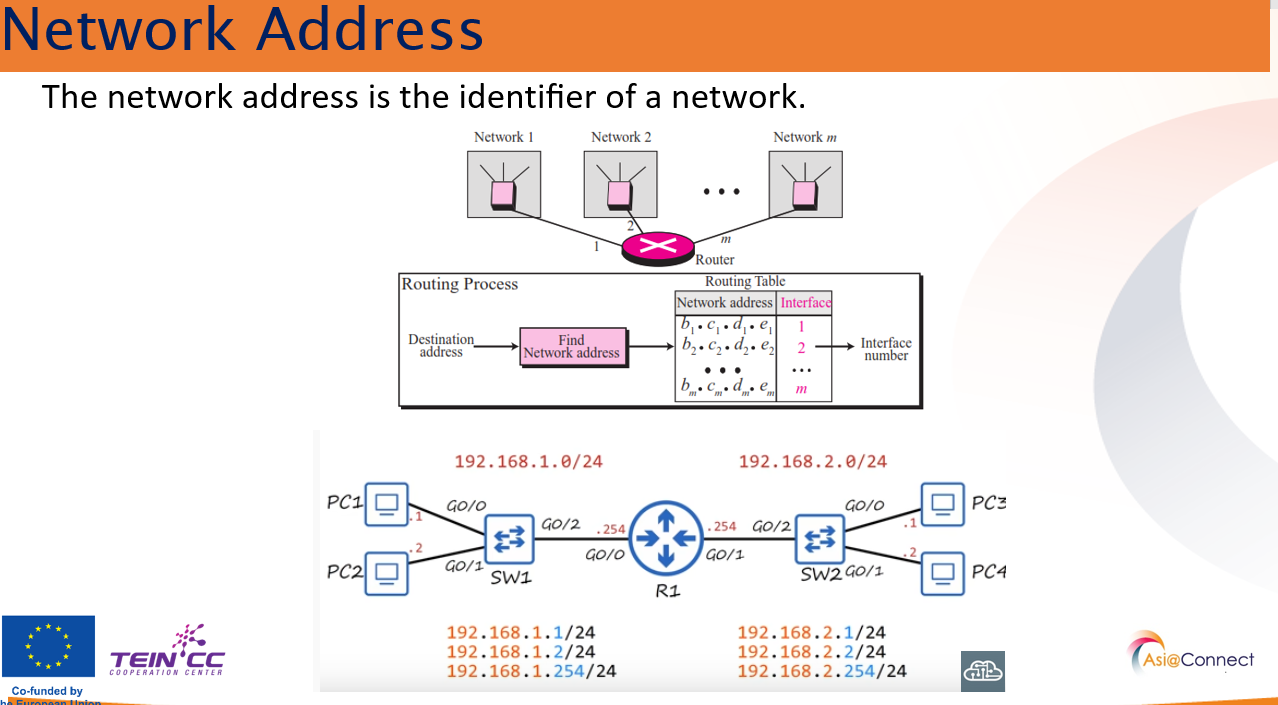 Network Address
The network address is the identifier of a network.
Network 1
Network 2
Network m
1
2
m
Router
Routing Process
Routing Table
Destination
address
Find
Network address
Network address Interface
b1.c1.d1.e1 1
b2.c2.d2.e2 2
... ...
bm.cm.dm.em m
Interface
number
192.168.1.0/24
192.168.2.0/24
PC1
.1
G0/0
PC2
.2
G0/1
SW1
G0/2
.254
G0/0
R1
.254
G0/1
G0/2
SW2
G0/0
.1
PC3
G0/1
.2
PC4
192.168.1.1/24
192.168.1.2/24
192.168.1.254/24
192.168.2.1/24
192.168.2.2/24
192.168.2.254/24
TEIN*CC
COOPERATION CENTER
Co-funded by
he European Union
Asi@Connect